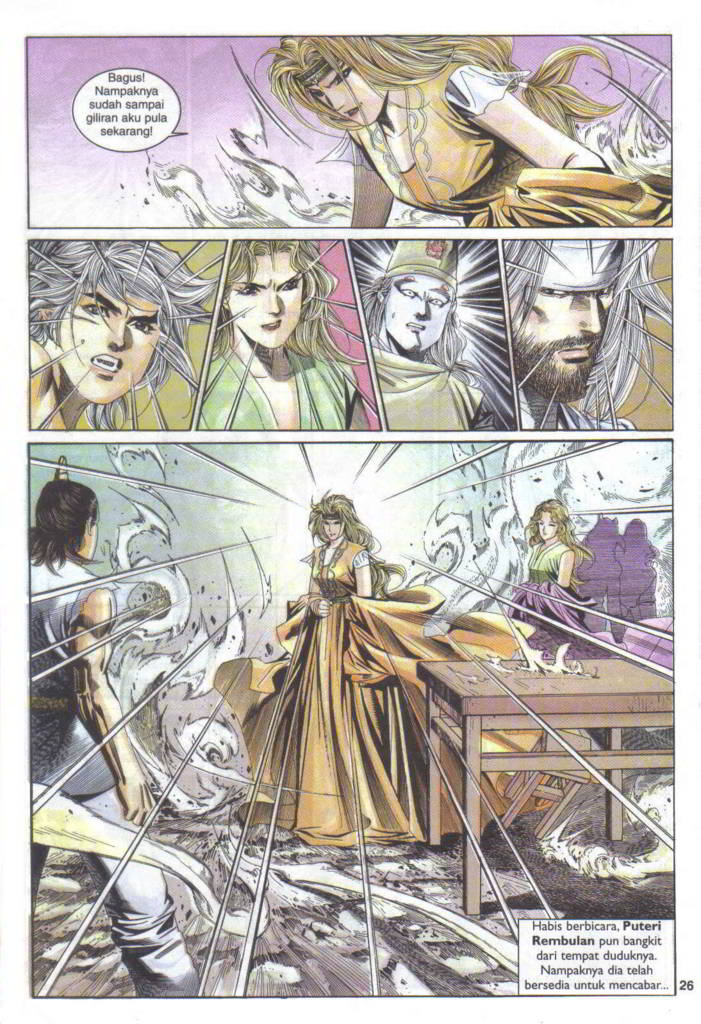 Bagus!
Nampaknya
sudah sampai
giliran aku pula
sekarang!
Habis berbicara, Puteri
Rembulan pun bangkit
dari tempat duduknya.
Nampaknya dia telah
bersedia untuk mencabar...
26